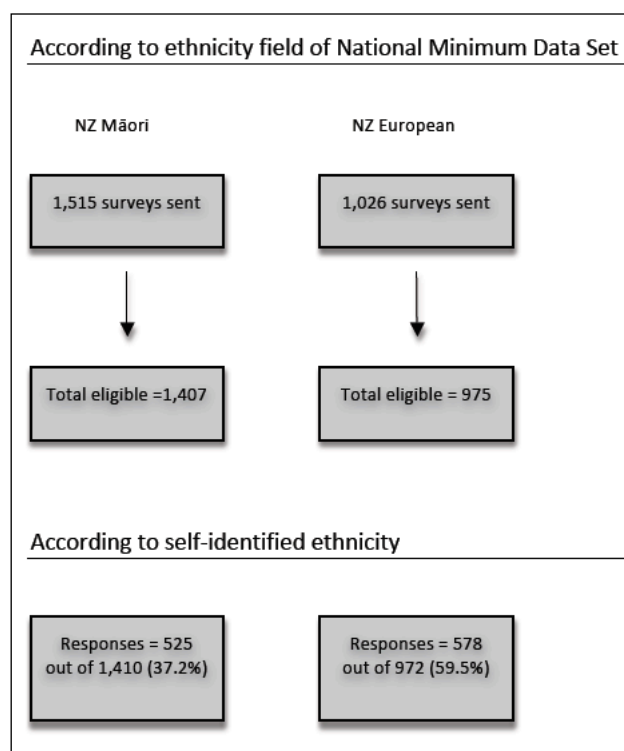 According to ethnicity field of National Minimum Data Set
NZ Māori
NZ European
1,515 surveys sent
1,026 surveys sent
Total eligible =1,407
Total eligible = 975
According to self-identified ethnicity
Responses = 525
out of 1,410 (37.2%)
Responses = 578
out of 972 (59.5%)